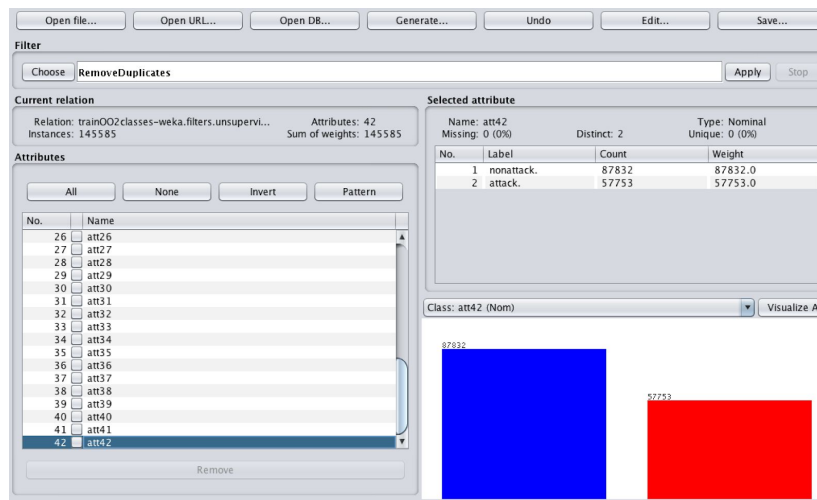 Open file... Open URL... Open DB... Generate... Undo Edit... Save...
Filter
Choose RemoveDuplicates Apply Stop
Current relation
Relation: trainOO2classes-weka.filters.unsupervi... Attributes: 42
Instances: 145585 Sum of weights: 145585
Attributes
All None Invert Pattern
No. Name
26 att26
27 att27
28 att28
29 att29
30 att30
31 att31
32 att32
33 att33
34 att34
35 att35
36 att36
37 att37
38 att38
39 att39
40 att40
41 att41
42 att42
Remove
Selected attribute
Name: att42 Type: Nominal
Missing: 0 (0%) Distinct: 2 Unique: 0 (0%)
No. Label Count Weight
1 nonattack. 87832 87832.0
2 attack. 57753 57753.0
Class: att42 (Nom) Visualize A
87832
57753